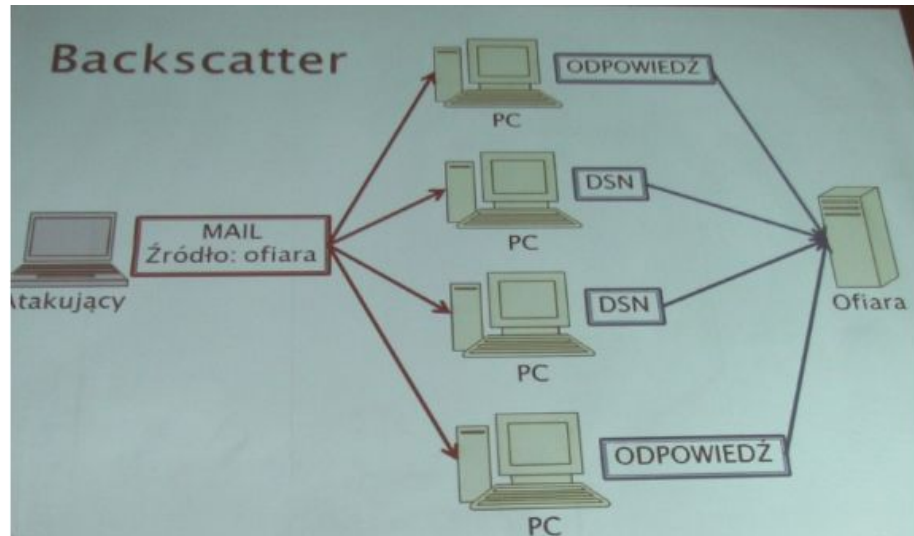 Backscatter
ODPOWIEDŹ
PC
DSN
PC
MAIL
Źródło: ofiara
Atakujący
Ofiara
DSN
PC
ODPOWIEDŹ
PC